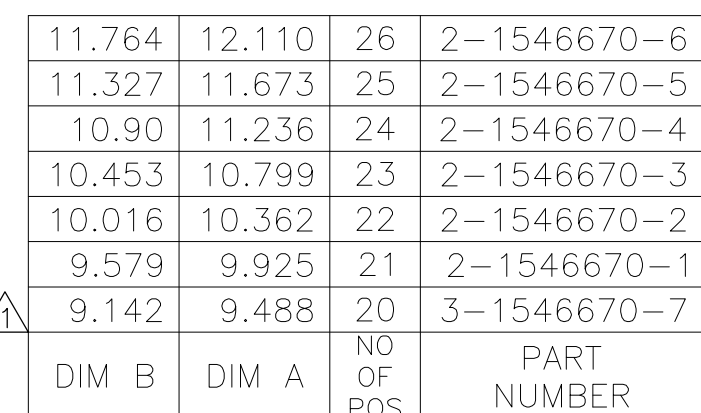 11.764 12.110 26 2-1546670-6
11.327 11.673 25 2-1546670-5
10.90 11.236 24 2-1546670-4
10.453 10.799 23 2-1546670-3
10.016 10.362 22 2-1546670-2
9.579 9.925 21 2-1546670-1
1 9.142 9.488 20 3-1546670-7
DIM B DIM A NO OF POS PART NUMBER